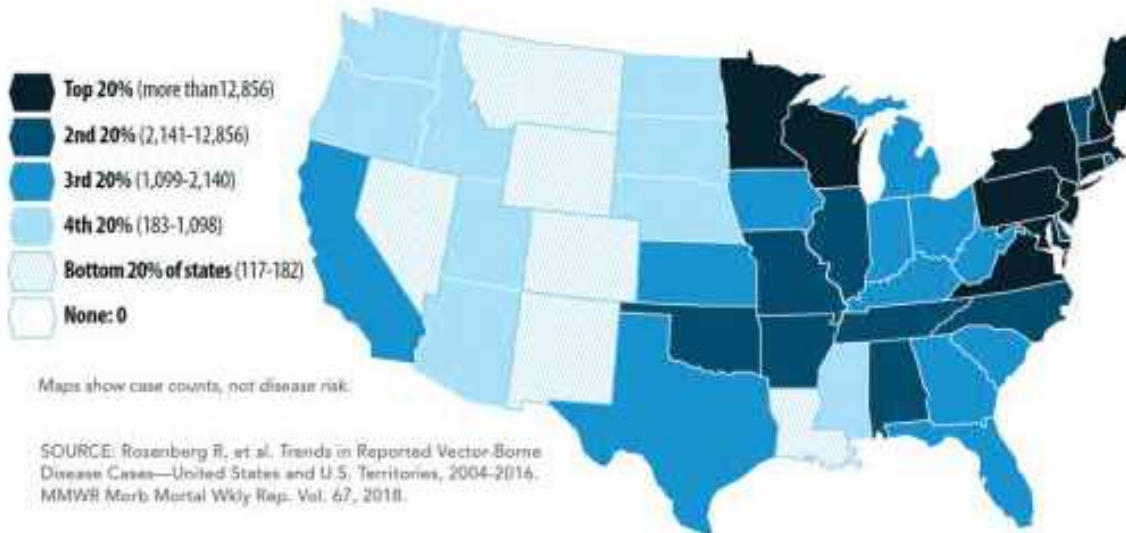 Top 20% (more than12,856)
2nd 20% (2,141-12,856)
3rd 20% (1,099-2,140)
4th 20% (183-1,098)
Bottom 20% of states (117-182)
None: 0
Maps show case counts, not disease risk.
SOURCE: Rosenberg R, et al. Trends in Reported Vector-Borne
Disease Cases—United States and U.S. Territories, 2004-2016.
MMWR Morb Mortal Wkly Rep. Vol. 67, 2018.